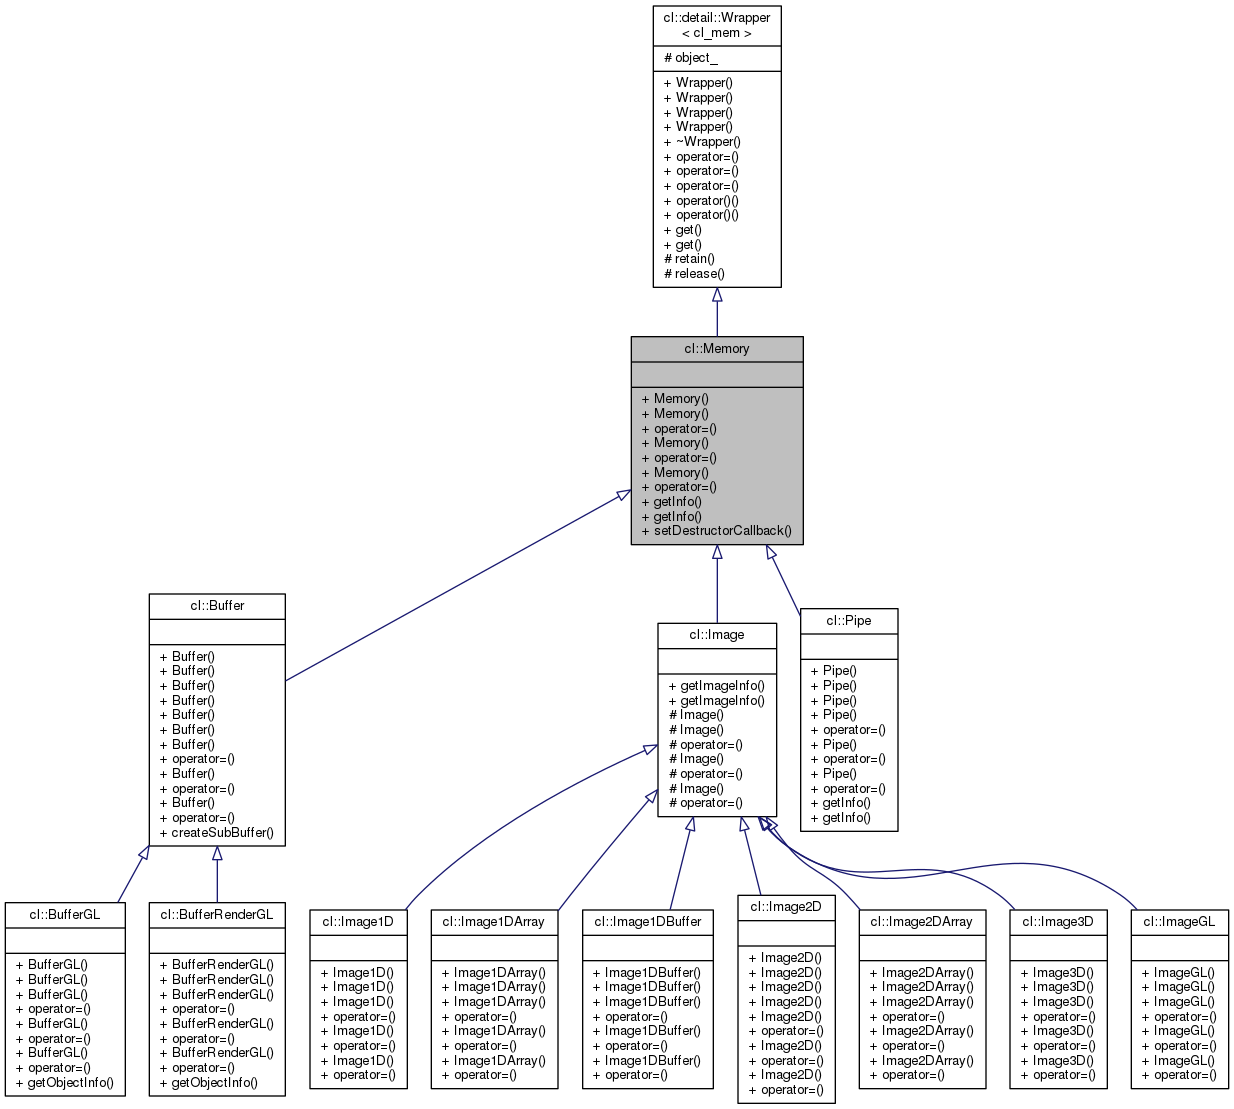 cl::detail::Wrapper
< cl_mem >
# object_
+ Wrapper()
+ Wrapper()
+ Wrapper()
+ Wrapper()
+ ~Wrapper()
+ operator=()
+ operator=()
+ operator=()
+ operator()()
+ operator()()
+ get()
+ get()
# retain()
# release()
cl::Memory
+ Memory()
+ Memory()
+ operator=()
+ Memory()
+ operator=()
+ Memory()
+ operator=()
+ getInfo()
+ getInfo()
+ setDestructorCallback()
cl::Buffer
+ Buffer()
+ Buffer()
+ Buffer()
+ Buffer()
+ Buffer()
+ Buffer()
+ Buffer()
+ operator=()
+ Buffer()
+ operator=()
+ Buffer()
+ operator=()
+ createSubBuffer()
cl::Image
+ getImageInfo()
+ getImageInfo()
# Image()
# Image()
# operator=()
# Image()
# operator=()
# Image()
# operator=()
cl::Pipe
+ Pipe()
+ Pipe()
+ Pipe()
+ Pipe()
+ operator=()
+ Pipe()
+ operator=()
+ Pipe()
+ operator=()
+ getInfo()
+ getInfo()
cl::BufferGL
+ BufferGL()
+ BufferGL()
+ BufferGL()
+ operator=()
+ BufferGL()
+ operator=()
+ BufferGL()
+ operator=()
+ getObjectInfo()
cl::BufferRenderGL
+ BufferRenderGL()
+ BufferRenderGL()
+ BufferRenderGL()
+ operator=()
+ BufferRenderGL()
+ operator=()
+ BufferRenderGL()
+ operator=()
+ getObjectInfo()
cl::Image1D
+ Image1D()
+ Image1D()
+ Image1D()
+ operator=()
+ Image1D()
+ operator=()
+ Image1D()
+ operator=()
cl::Image1DArray
+ Image1DArray()
+ Image1DArray()
+ Image1DArray()
+ operator=()
+ Image1DArray()
+ operator=()
+ Image1DArray()
+ operator=()
cl::Image1DBuffer
+ Image1DBuffer()
+ Image1DBuffer()
+ Image1DBuffer()
+ operator=()
+ Image1DBuffer()
+ operator=()
+ Image1DBuffer()
+ operator=()
cl::Image2D
+ Image2D()
+ Image2D()
+ Image2D()
+ Image2D()
+ Image2D()
+ operator=()
+ Image2D()
+ operator=()
+ Image2D()
+ operator=()
cl::Image2DArray
+ Image2DArray()
+ Image2DArray()
+ Image2DArray()
+ operator=()
+ Image2DArray()
+ operator=()
+ Image2DArray()
+ operator=()
cl::Image3D
+ Image3D()
+ Image3D()
+ Image3D()
+ operator=()
+ Image3D()
+ operator=()
+ Image3D()
+ operator=()
cl::ImageGL
+ ImageGL()
+ ImageGL()
+ ImageGL()
+ operator=()
+ ImageGL()
+ operator=()
+ ImageGL()
+ operator=()